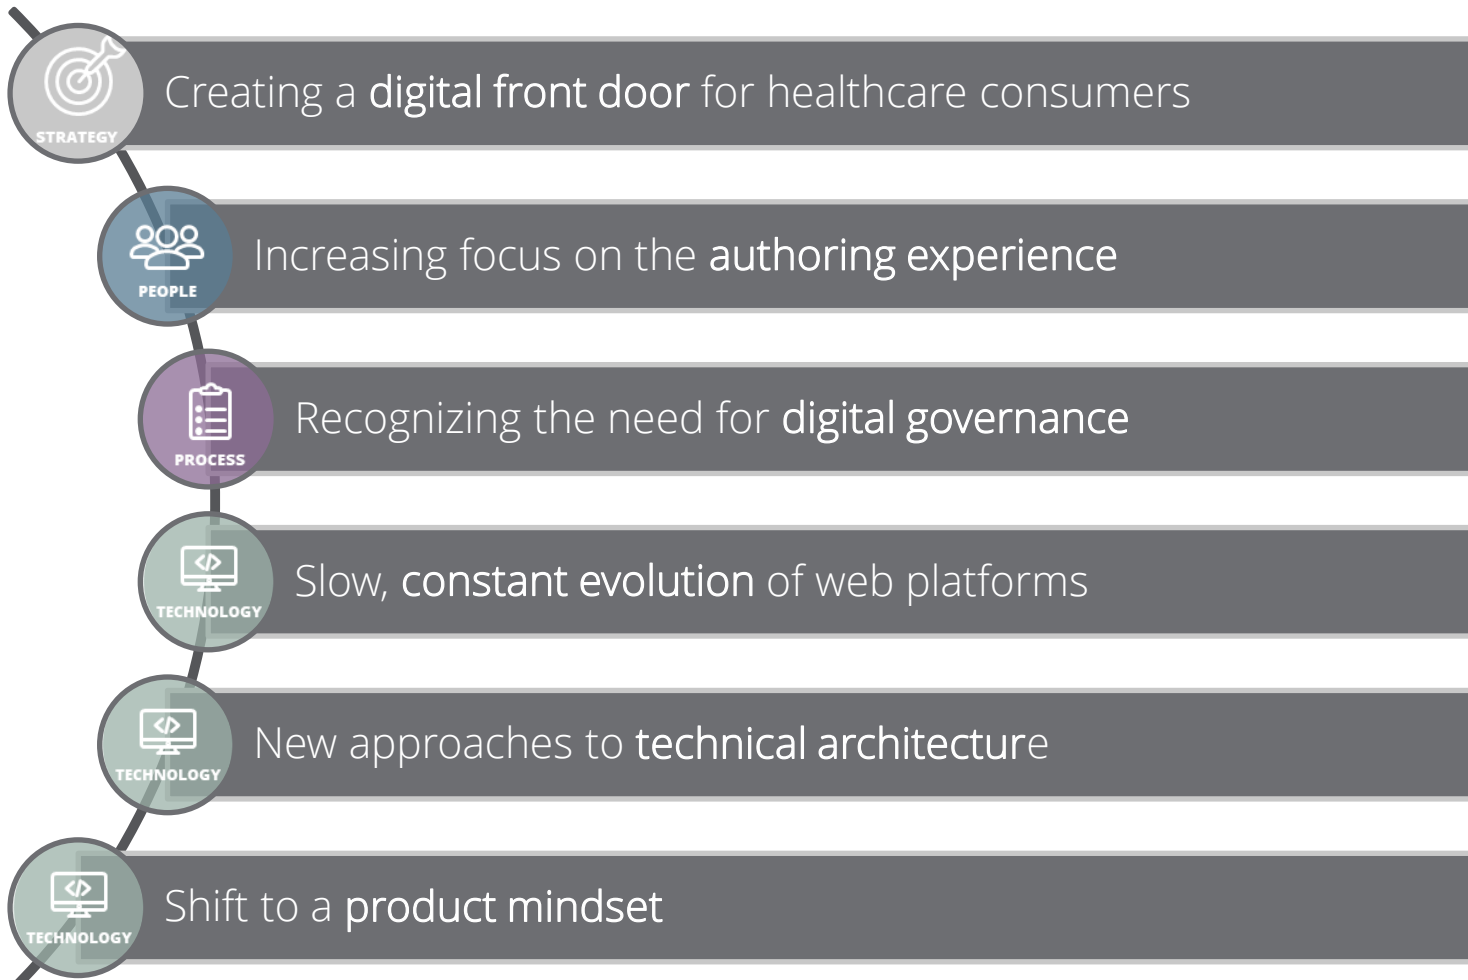 STRATEGY
Creating a digital front door for healthcare consumers
PEOPLE
Increasing focus on the authoring experience
PROCESS
Recognizing the need for digital governance
TECHNOLOGY
Slow, constant evolution of web platforms
TECHNOLOGY
New approaches to technical architecture
TECHNOLOGY
Shift to a product mindset